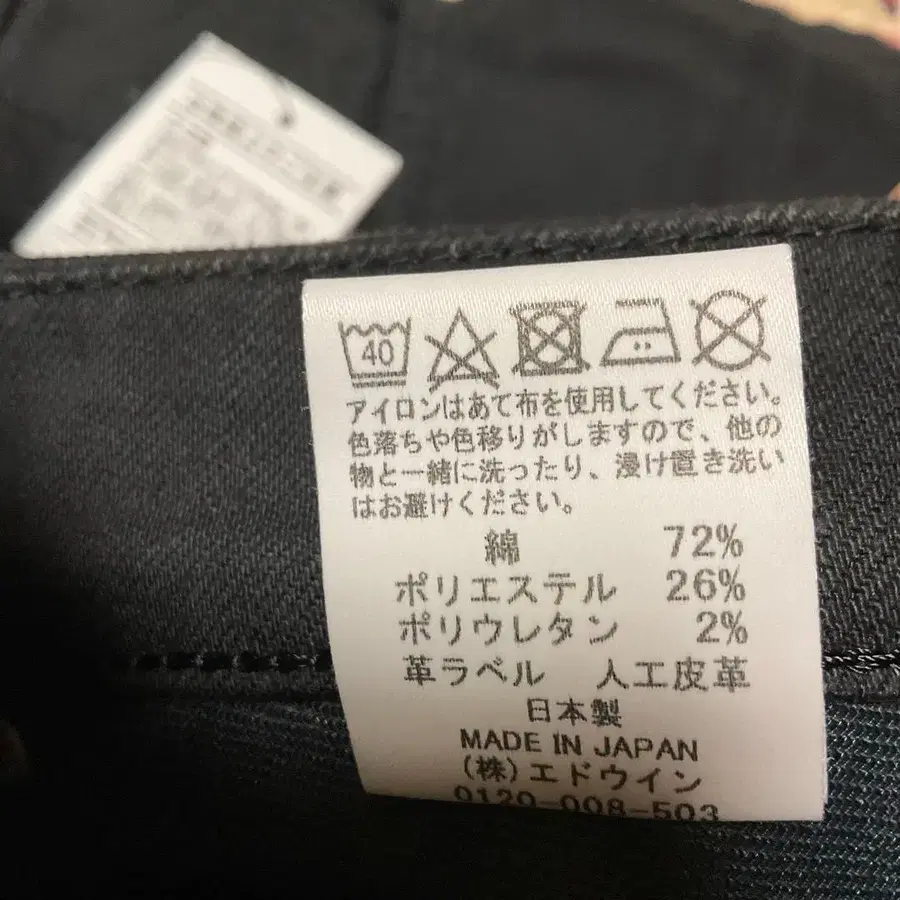 40
アイロンはあて布を使用してください。
色落ちや色移りがしますので、他の
物と一緒に洗ったり、浸け置き洗い
はお避けください。
綿 72%
ポリエステル 26%
ポリウレタン 2%
革ラベル 人工皮革
日本製
MADE IN JAPAN
(株)エドウイン
0120-008-503